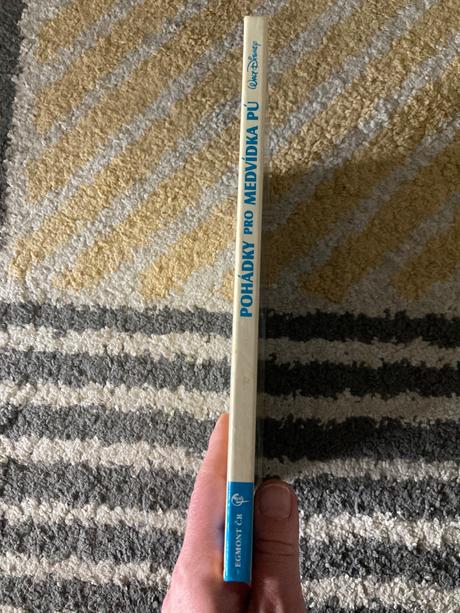 EGMONT ČR
POHÁDKY PRO MEDVÍDKA PÚ
Walt Disney